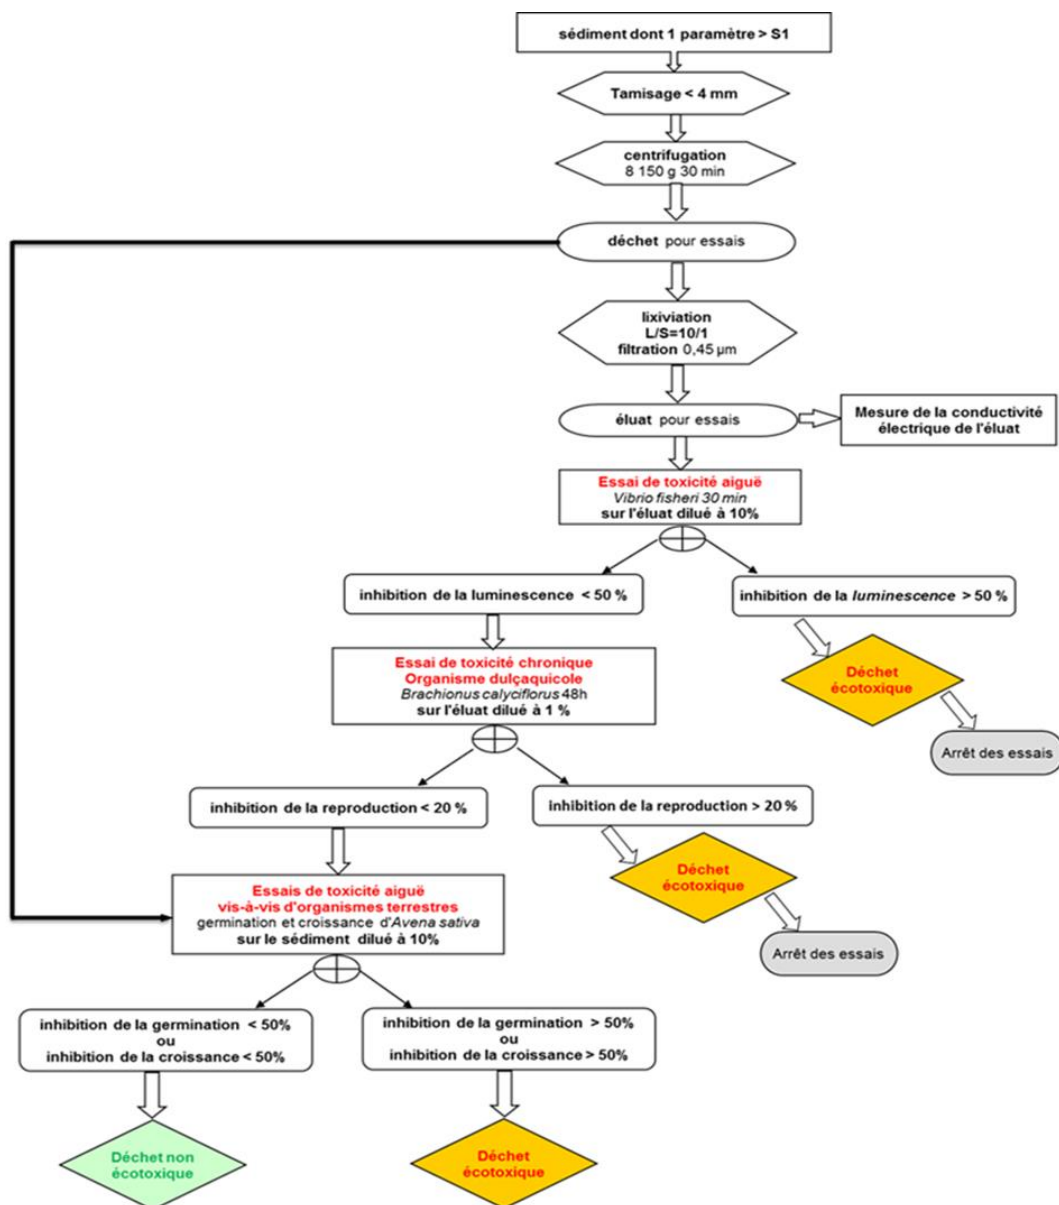 sédiment dont 1 paramètre > S1
Tamisage < 4 mm
centrifugation
8 150 g 30 min
déchet pour essais
lixiviation
L/S=10/1
filtration 0,45 µm
éluat pour essais
Mesure de la conductivité
électrique de l'éluat
Essai de toxicité aiguë
Vibrio fisheri 30 min
sur l'éluat dilué à 10%
inhibition de la luminescence < 50 %
inhibition de la luminescence > 50 %
Déchet
écotoxique
Arrêt des essais
Essai de toxicité chronique
Organisme dulçaquicole
Brachionus calyciflorus 48h
sur l'éluat dilué à 1 %
inhibition de la reproduction < 20 %
inhibition de la reproduction > 20 %
Déchet
écotoxique
Arrêt des essais
Essais de toxicité aiguë
vis-à-vis d'organismes terrestres
germination et croissance d'Avena sativa
sur le sédiment dilué à 10%
inhibition de la germination < 50%
ou
inhibition de la croissance < 50%
inhibition de la germination > 50%
ou
inhibition de la croissance > 50%
Déchet non
écotoxique
Déchet
écotoxique